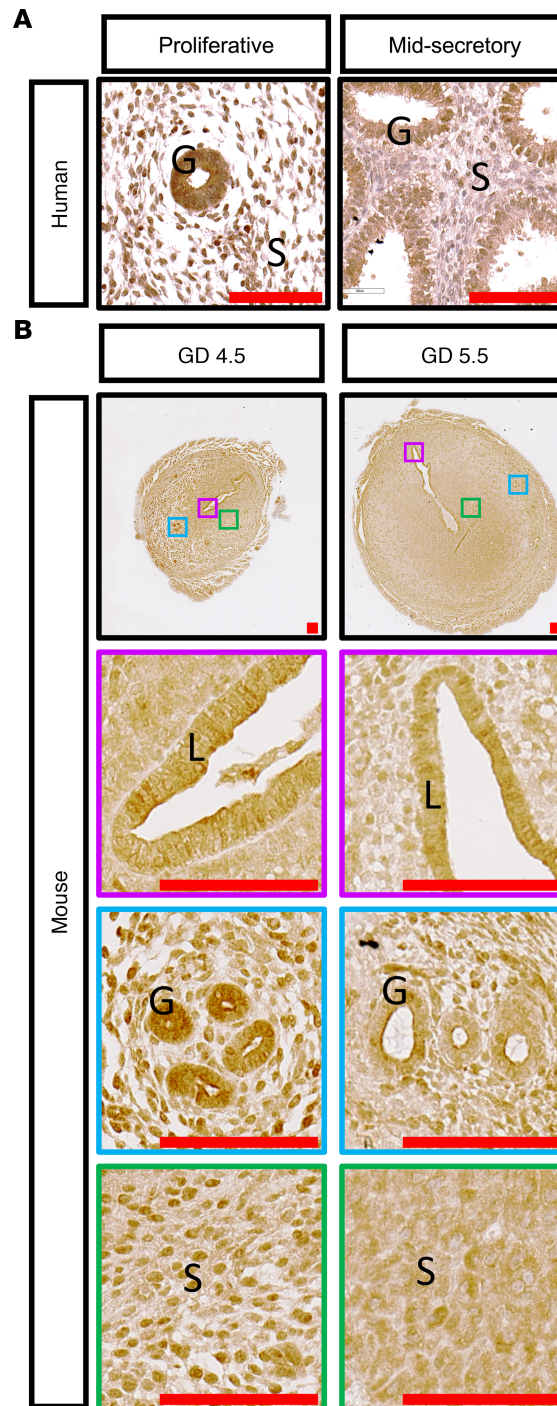 A
Proliferative
Mid-secretory
Human
G
S
G
S
B
GD 4.5
GD 5.5
Mouse
L
L
G
G
S
S